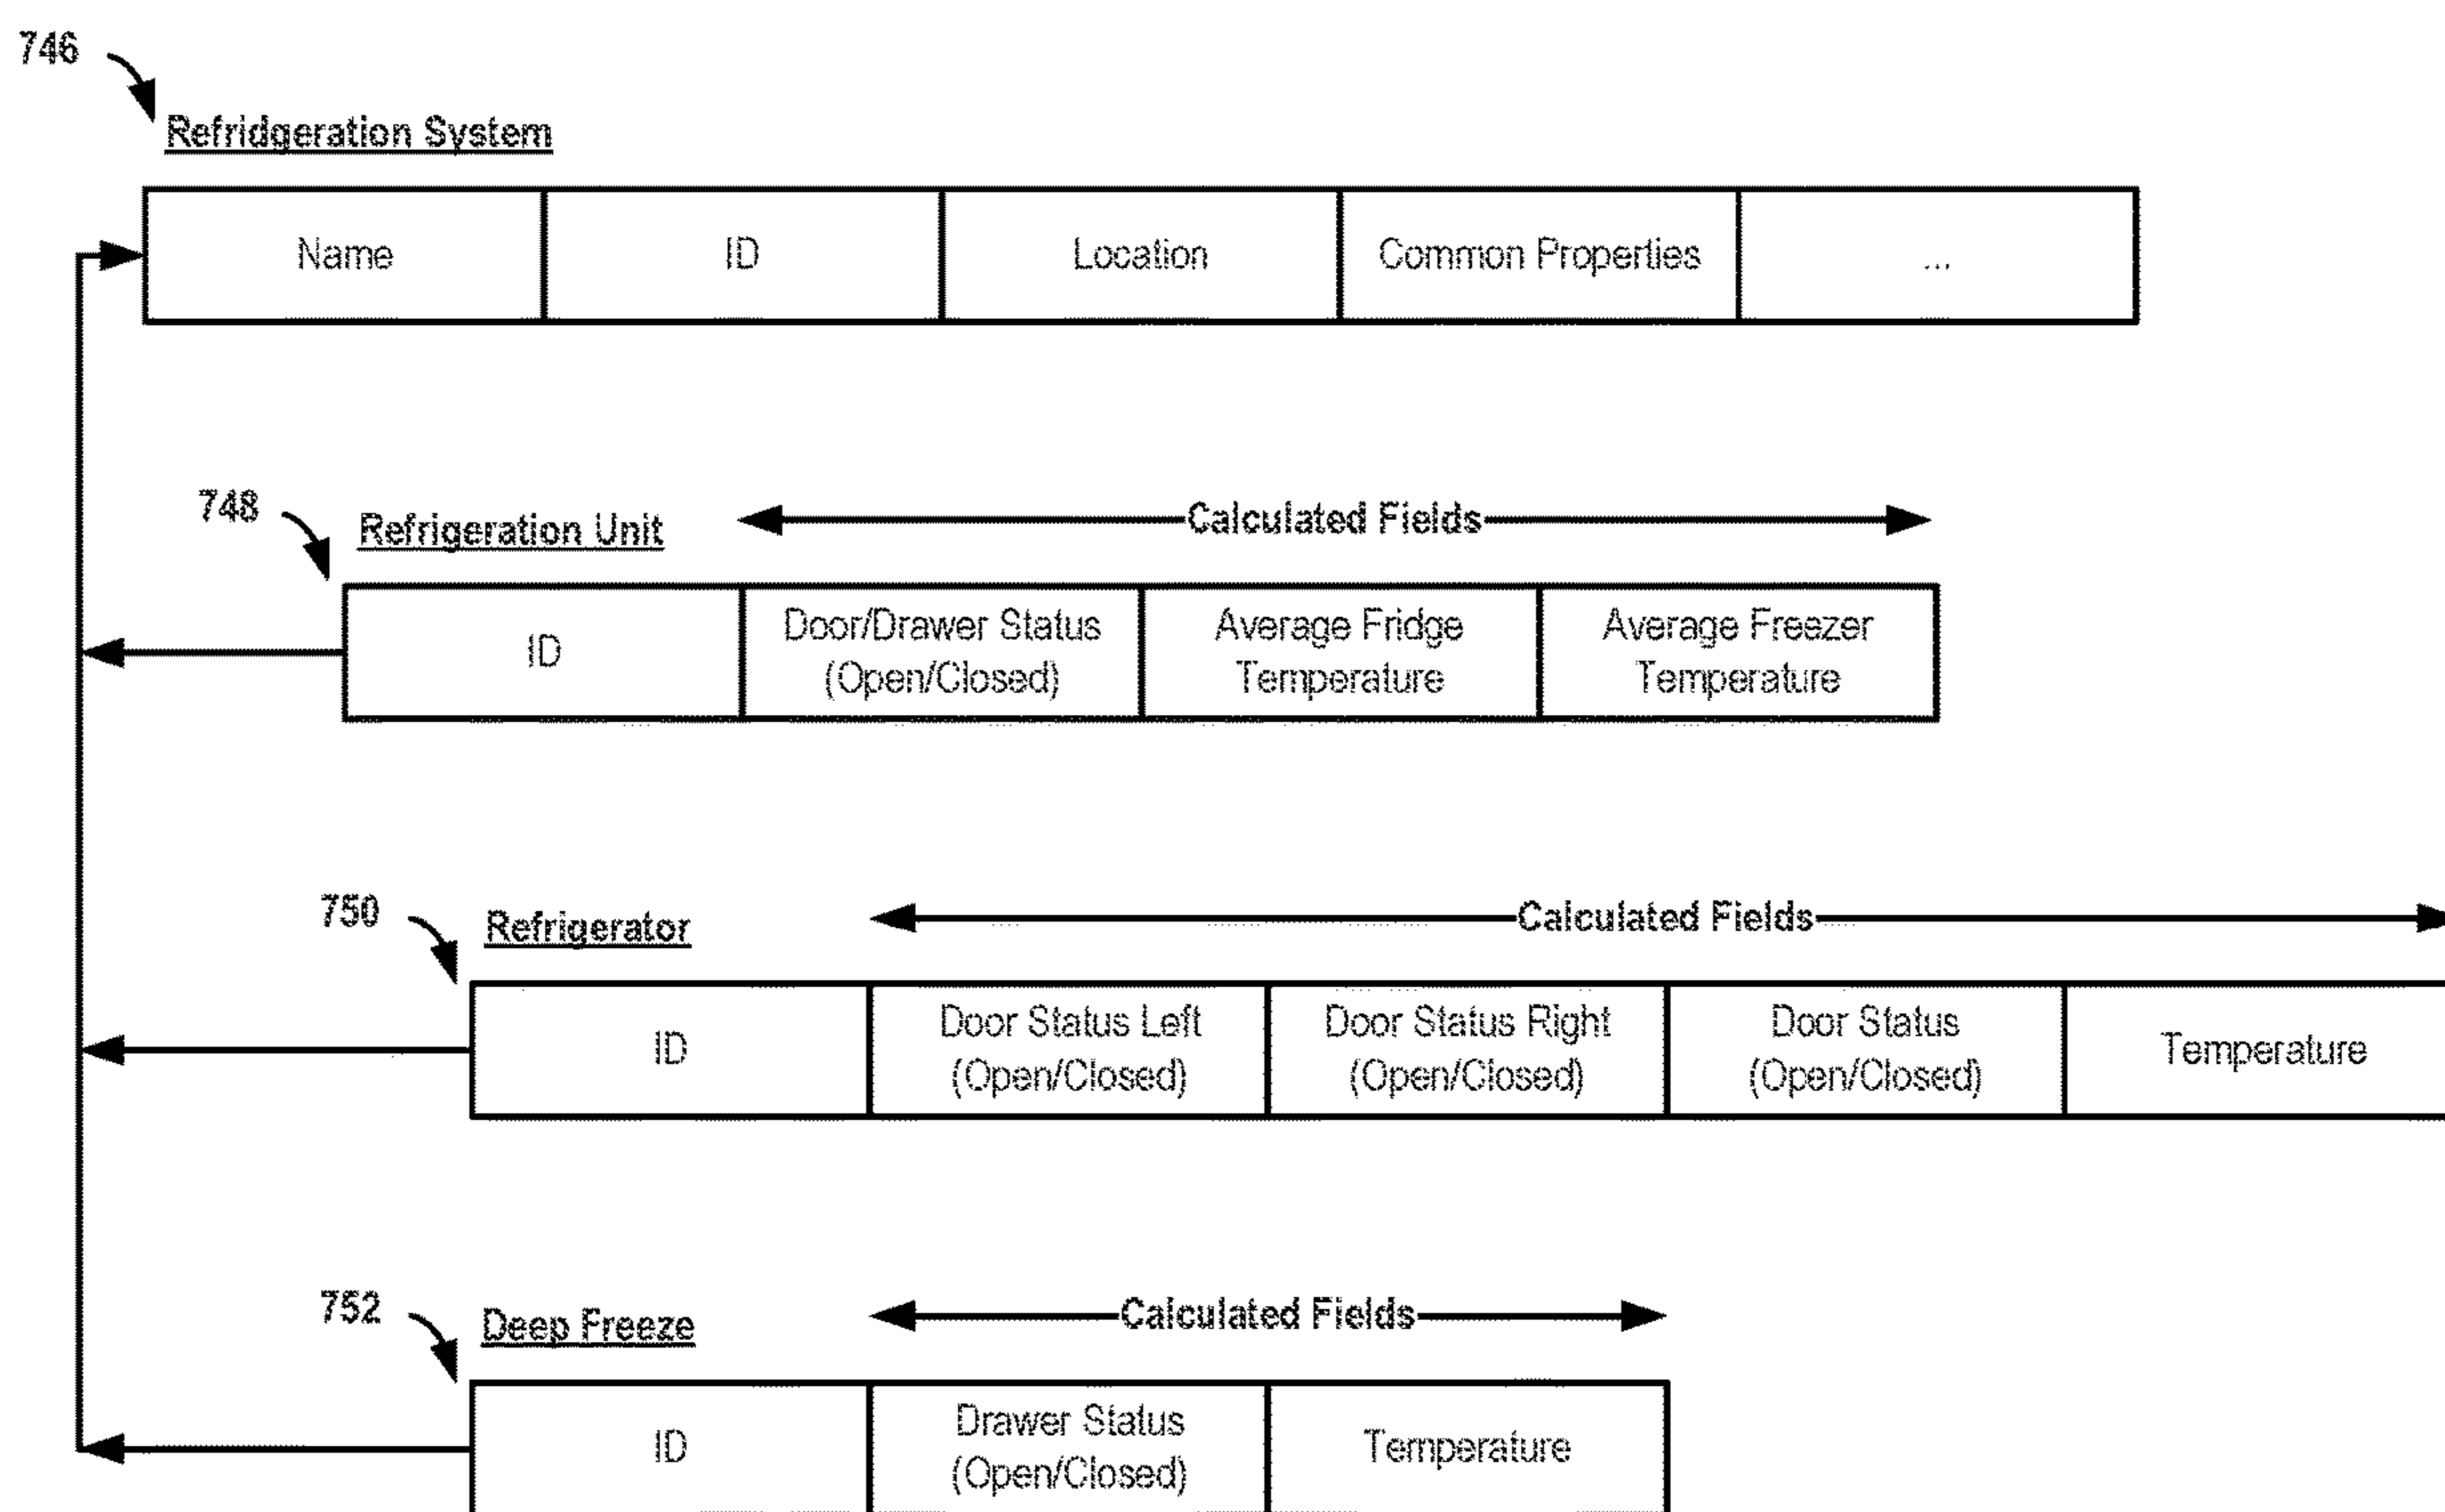 746
Refridgeration System
Name
ID
Location
Common Properties
...
748
Refrigeration Unit
Calculated Fields
ID
Door/Drawer Status
(Open/Closed)
Average Fridge
Temperature
Average Freezer
Temperature
750
Refrigerator
Calculated Fields
ID
Door Status Left
(Open/Closed)
Door Status Right
(Open/Closed)
Door Status
(Open/Closed)
Temperature
752
Deep Freeze
Calculated Fields
ID
Drawer Status
(Open/Closed)
Temperature